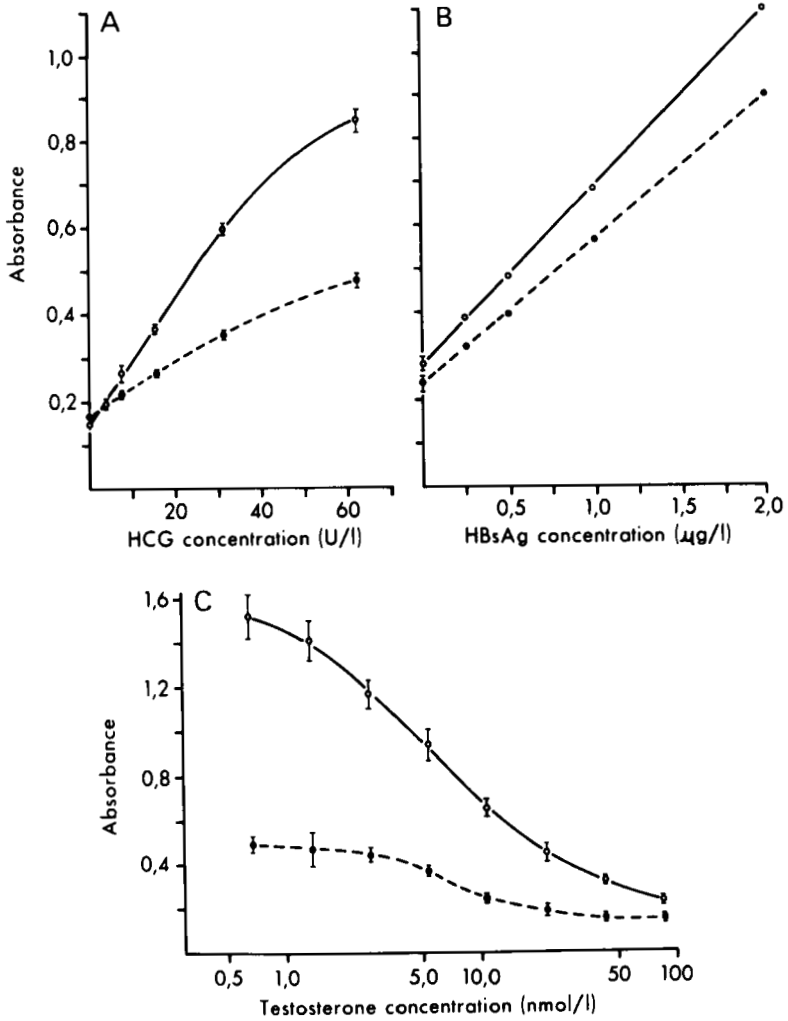 A
1,0
0,8
0,6
0,4
0,2
Absorbance
20 40 60
HCG concentration (U/l)
B
0,5 1,0 1,5 2,0
HBsAg concentration (µg/l)
C
1,6
1,2
0,8
0,4
Absorbance
0,5 1,0 5,0 10,0 50 100
Testosterone concentration (nmol/l)